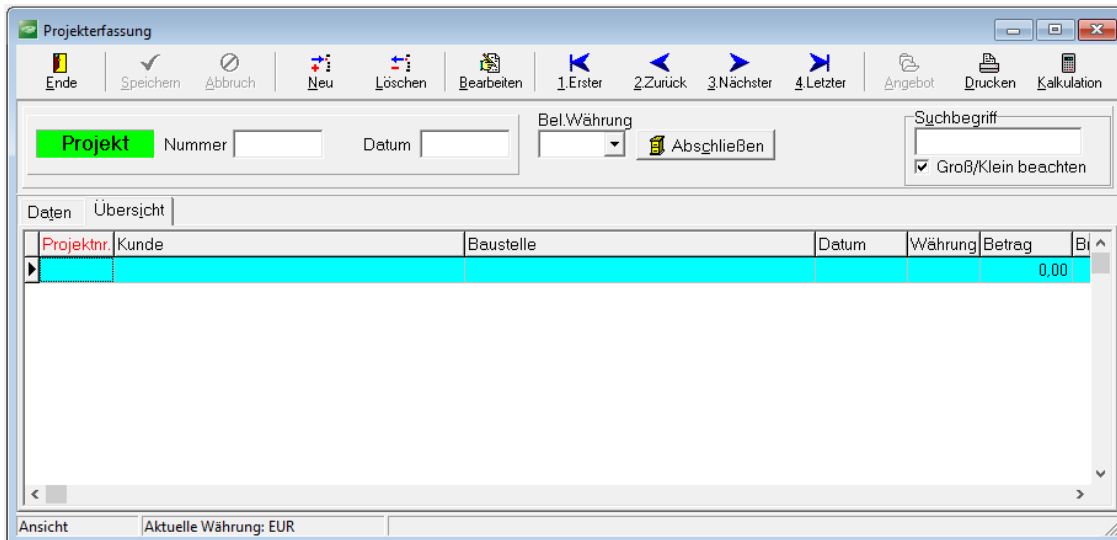 Projekterfassung
Ende Speichern Abbruch Neu Löschen Bearbeiten 1.Erster 2.Zurück 3.Nächster 4.Letzter Angebot Drucken Kalkulation
Bel.Währung Suchbegriff
Projekt Nummer Datum Abschließen
Groß/Klein beachten
Daten Übersicht
Projektnr. Kunde Baustelle Datum Währung Betrag
0,00
Ansicht Aktuelle Währung: EUR